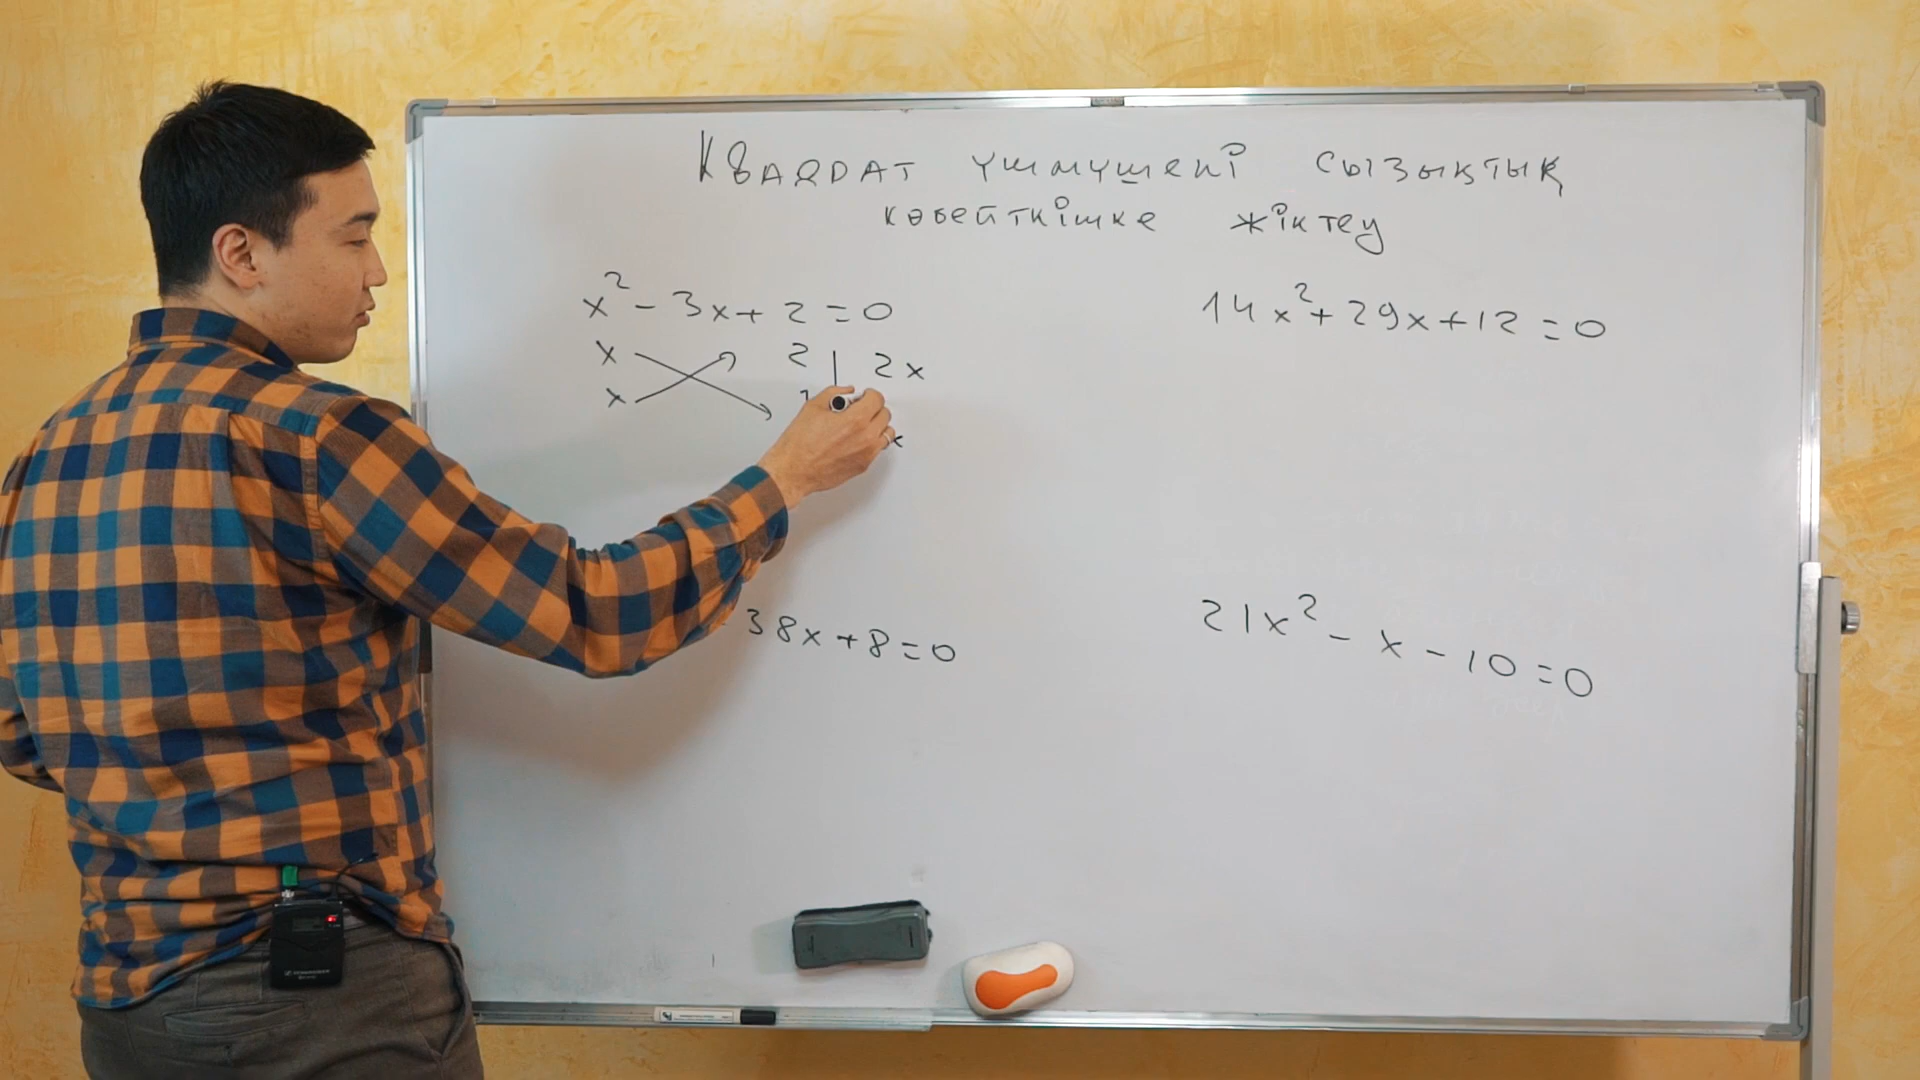 Квадрат үшмүшені сызықтық
көбейткішке жіктеу
x² - 3x + 2 = 0
x 2 | 2x
x
14x² + 29x + 12 = 0
38x + 8 = 0
21x² - x - 10 = 0